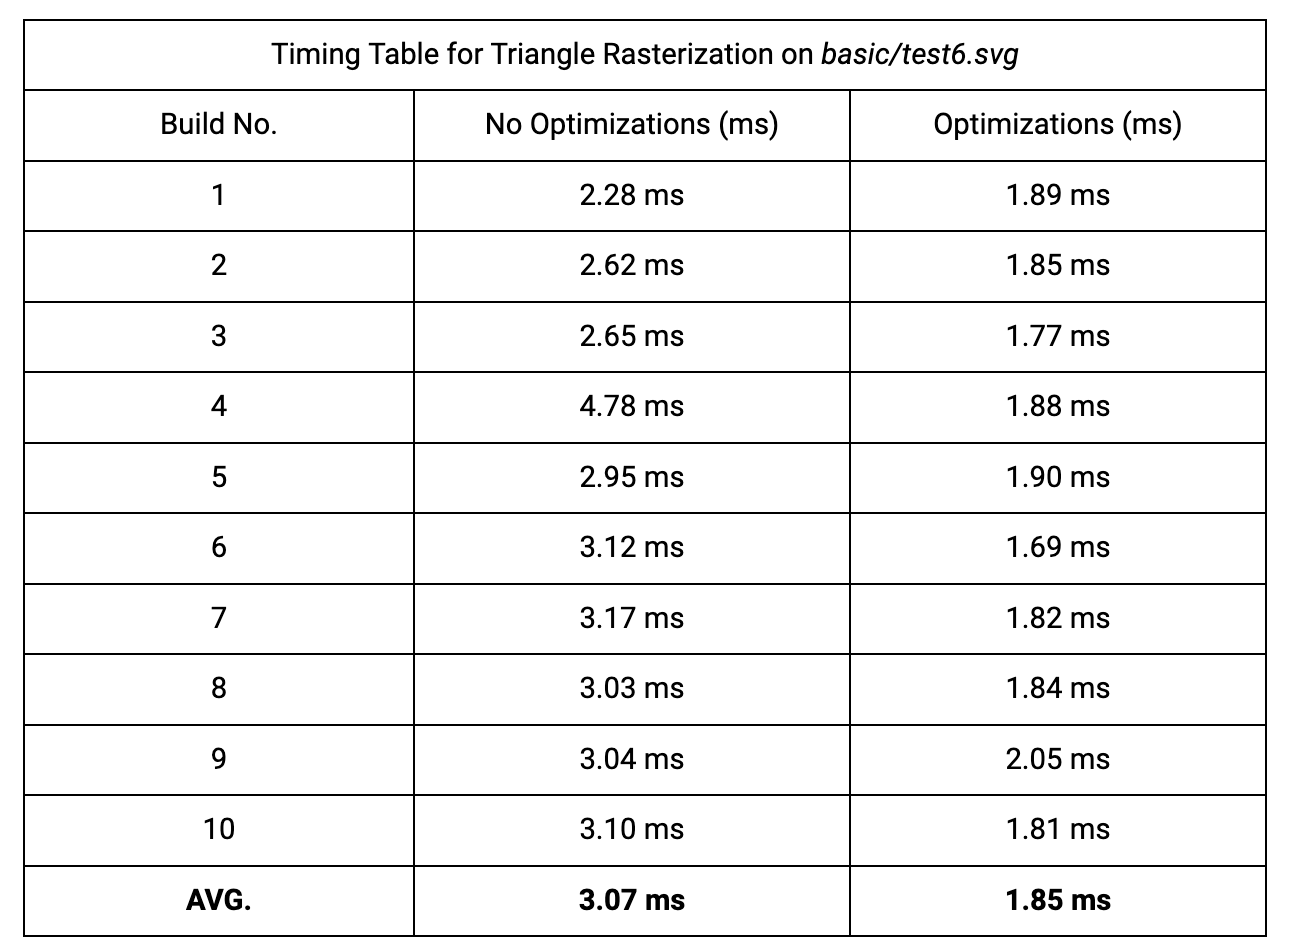 Timing Table for Triangle Rasterization on basic/test6.svg
Build No. No Optimizations (ms) Optimizations (ms)
1 2.28 ms 1.89 ms
2 2.62 ms 1.85 ms
3 2.65 ms 1.77 ms
4 4.78 ms 1.88 ms
5 2.95 ms 1.90 ms
6 3.12 ms 1.69 ms
7 3.17 ms 1.82 ms
8 3.03 ms 1.84 ms
9 3.04 ms 2.05 ms
10 3.10 ms 1.81 ms
AVG. 3.07 ms 1.85 ms